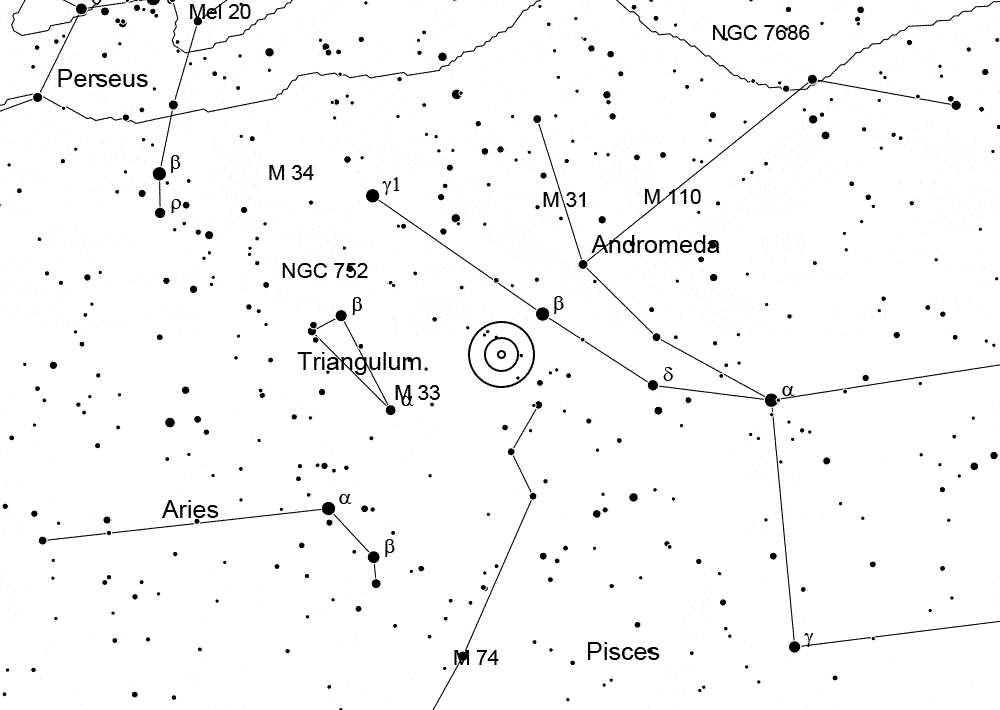 Mel 20
NGC 7686
Perseus
β
M 34
γ1
ρ
M 31
M 110
Andromeda
NGC 752
β
β
Triangulum
δ
M 33
α
α
Aries
α
β
γ
Pisces
M 74